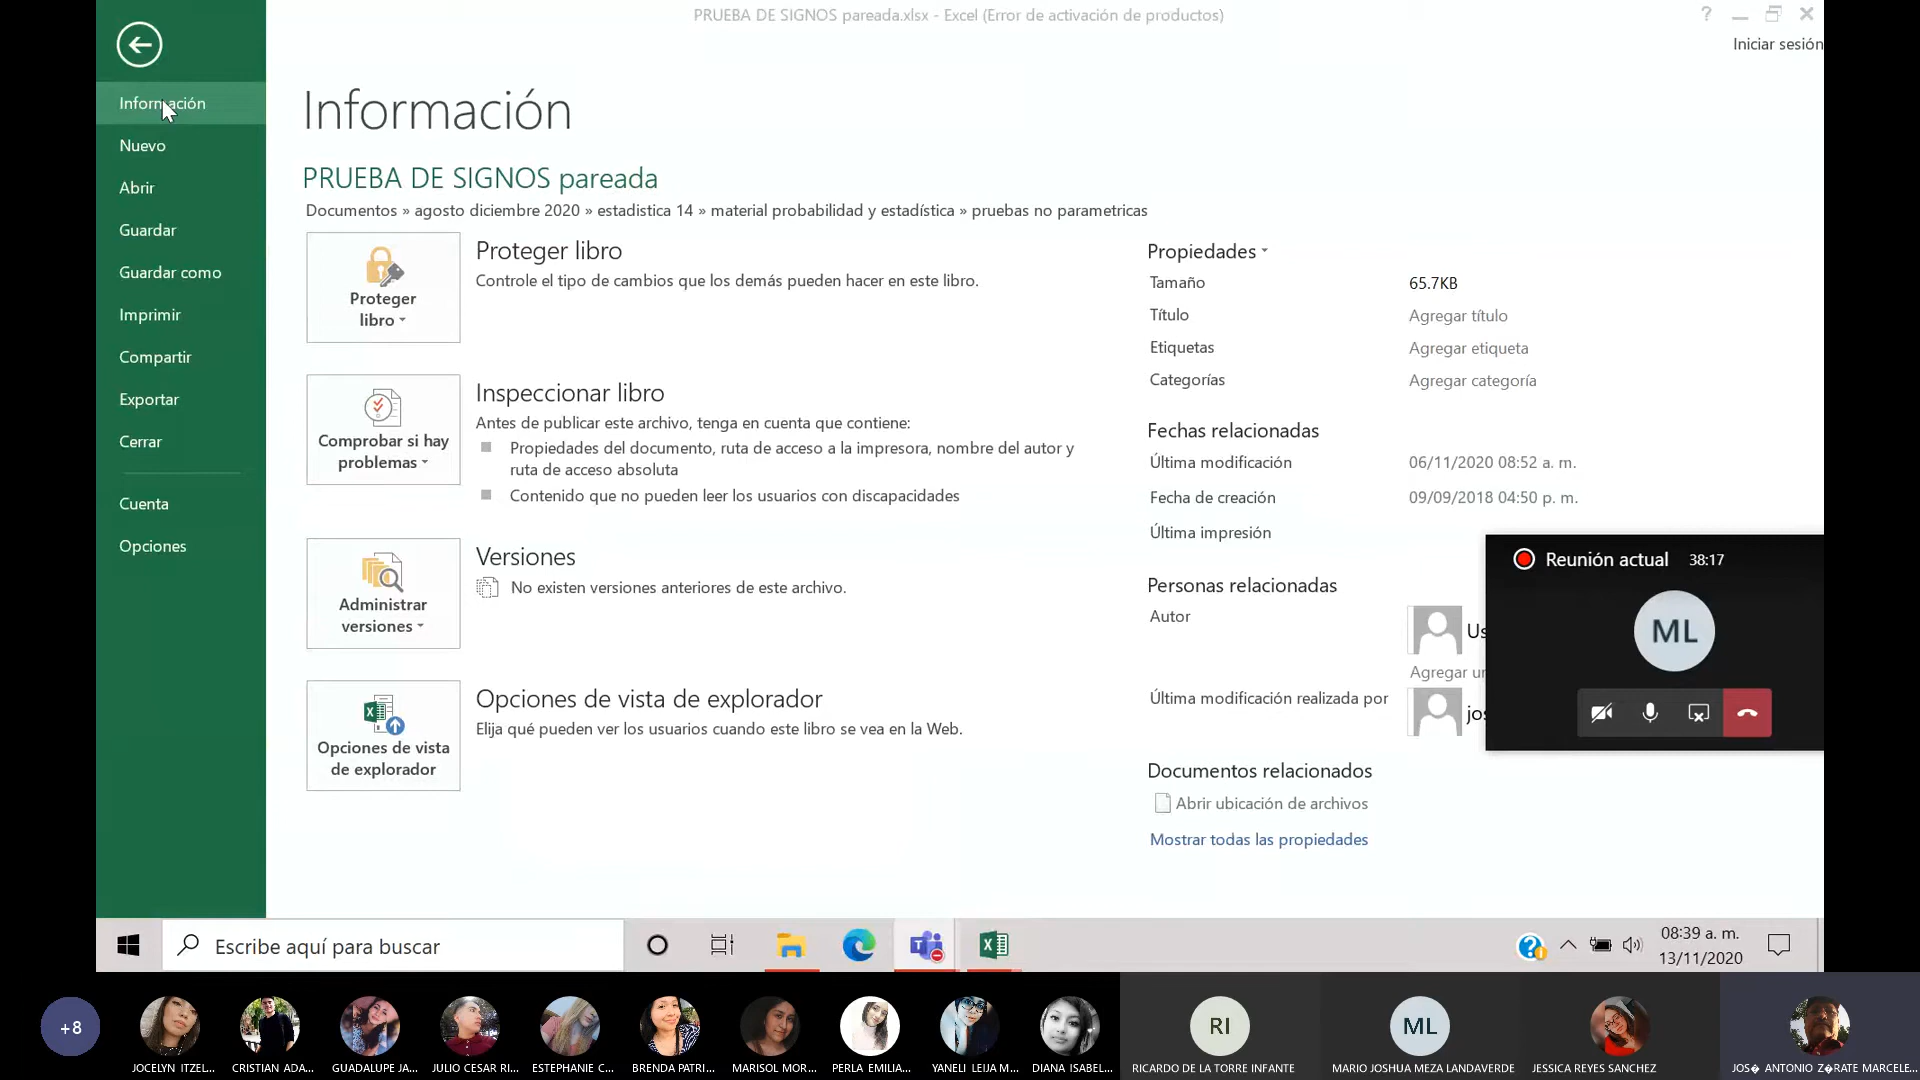 PRUEBA DE SIGNOS pareada.xlsx - Excel (Error de activación de productos)
?
Iniciar sesión
Información
Nuevo
Abrir
Guardar
Guardar como
Imprimir
Compartir
Exportar
Cerrar
Cuenta
Opciones
Información
PRUEBA DE SIGNOS pareada
Documentos » agosto diciembre 2020 » estadistica 14 » material probabilidad y estadística » pruebas no parametricas
Proteger
libro
Proteger libro
Controle el tipo de cambios que los demás pueden hacer en este libro.
Comprobar si hay
problemas
Inspeccionar libro
Antes de publicar este archivo, tenga en cuenta que contiene:
Propiedades del documento, ruta de acceso a la impresora, nombre del autor y
ruta de acceso absoluta
Contenido que no pueden leer los usuarios con discapacidades
Administrar
versiones
Versiones
No existen versiones anteriores de este archivo.
Opciones de vista
de explorador
Opciones de vista de explorador
Elija qué pueden ver los usuarios cuando este libro se vea en la Web.
Propiedades
Tamaño 65.7KB
Título Agregar título
Etiquetas Agregar etiqueta
Categorías Agregar categoría
Fechas relacionadas
Última modificación 06/11/2020 08:52 a. m.
Fecha de creación 09/09/2018 04:50 p. m.
Última impresión
Personas relacionadas
Autor Us
Agregar un
Última modificación realizada por jos
Documentos relacionados
Abrir ubicación de archivos
Mostrar todas las propiedades
Reunión actual 38:17
ML
Escribe aquí para buscar
08:39 a. m.
13/11/2020
+8
RI
ML
JOCELYN ITZEL...
CRISTIAN ADA...
GUADALUPE JA...
JULIO CESAR RI...
ESTEPHANIE C...
BRENDA PATRI...
MARISOL MOR...
PERLA EMILIA...
YANELI LEIJA M...
DIANA ISABEL...
RICARDO DE LA TORRE INFANTE
MARIO JOSHUA MEZA LANDAVERDE
JESSICA REYES SANCHEZ
JOS� ANTONIO Z�RATE MARCELE...